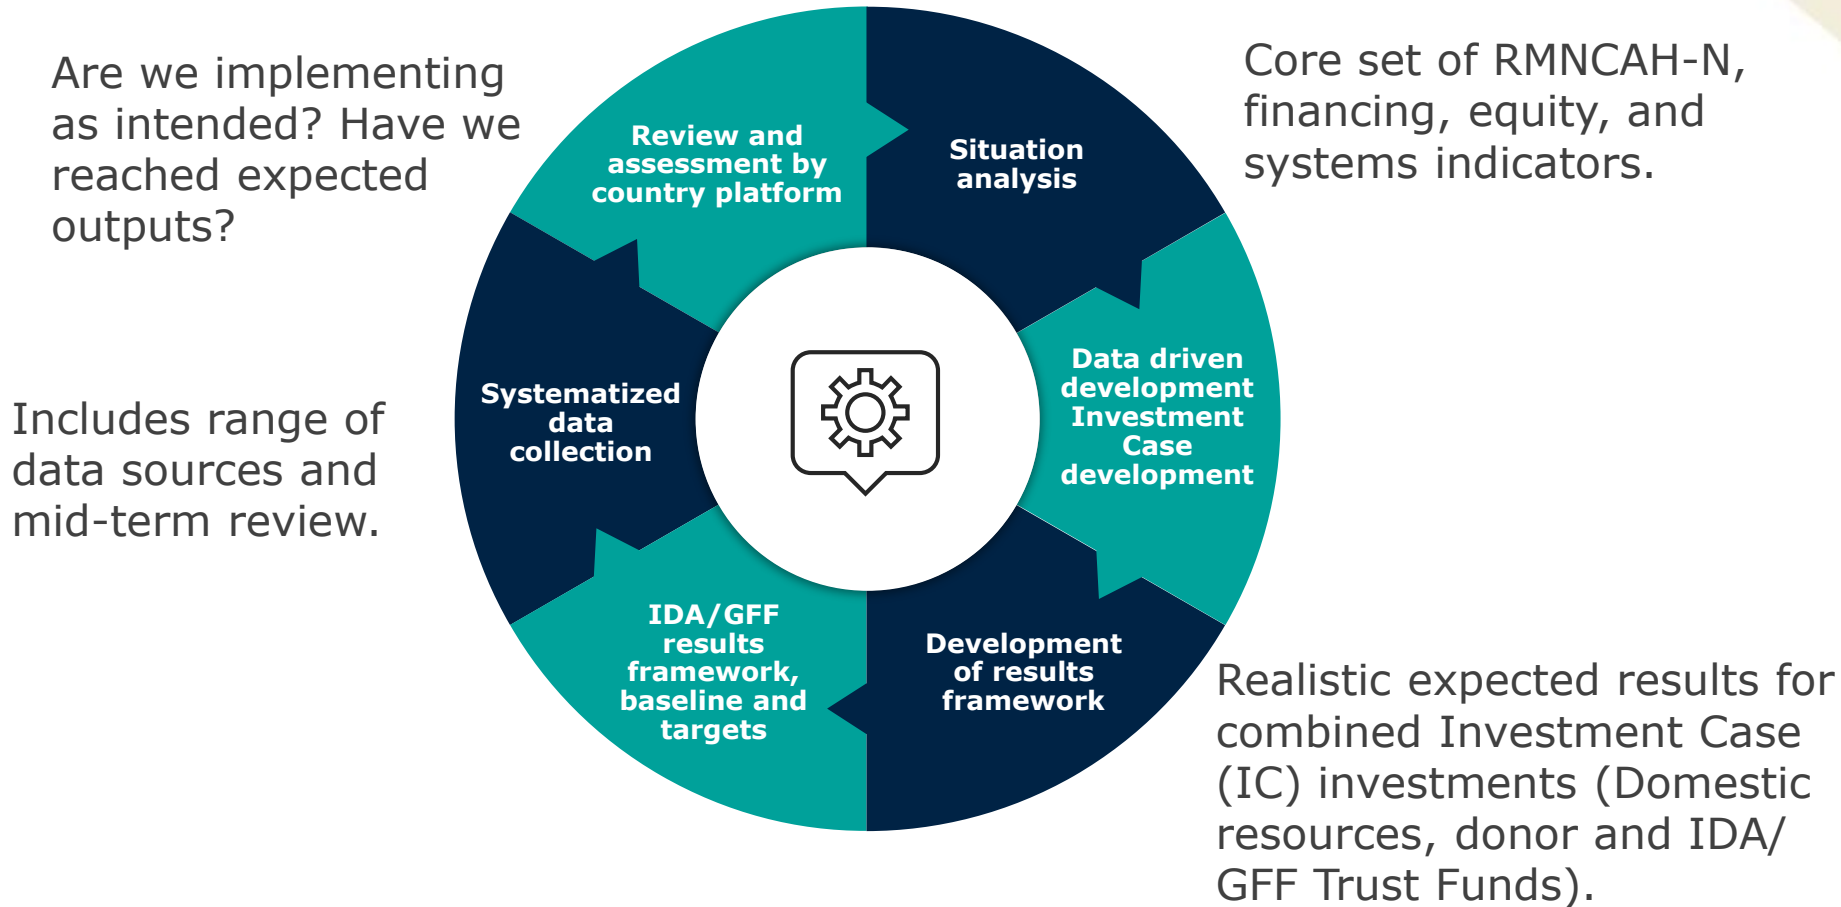 Are we implementing
as intended? Have we
reached expected
outputs?
Review and
assessment by
country platform
Situation
analysis
Core set of RMNCAH-N,
financing, equity, and
systems indicators.
Includes range of
data sources and
mid-term review.
Systematized
data
collection
Data driven
development
Investment
Case
development
IDA/GFF
results
framework,
baseline and
targets
Development
of results
framework
Realistic expected results for
combined Investment Case
(IC) investments (Domestic
resources, donor and IDA/
GFF Trust Funds).